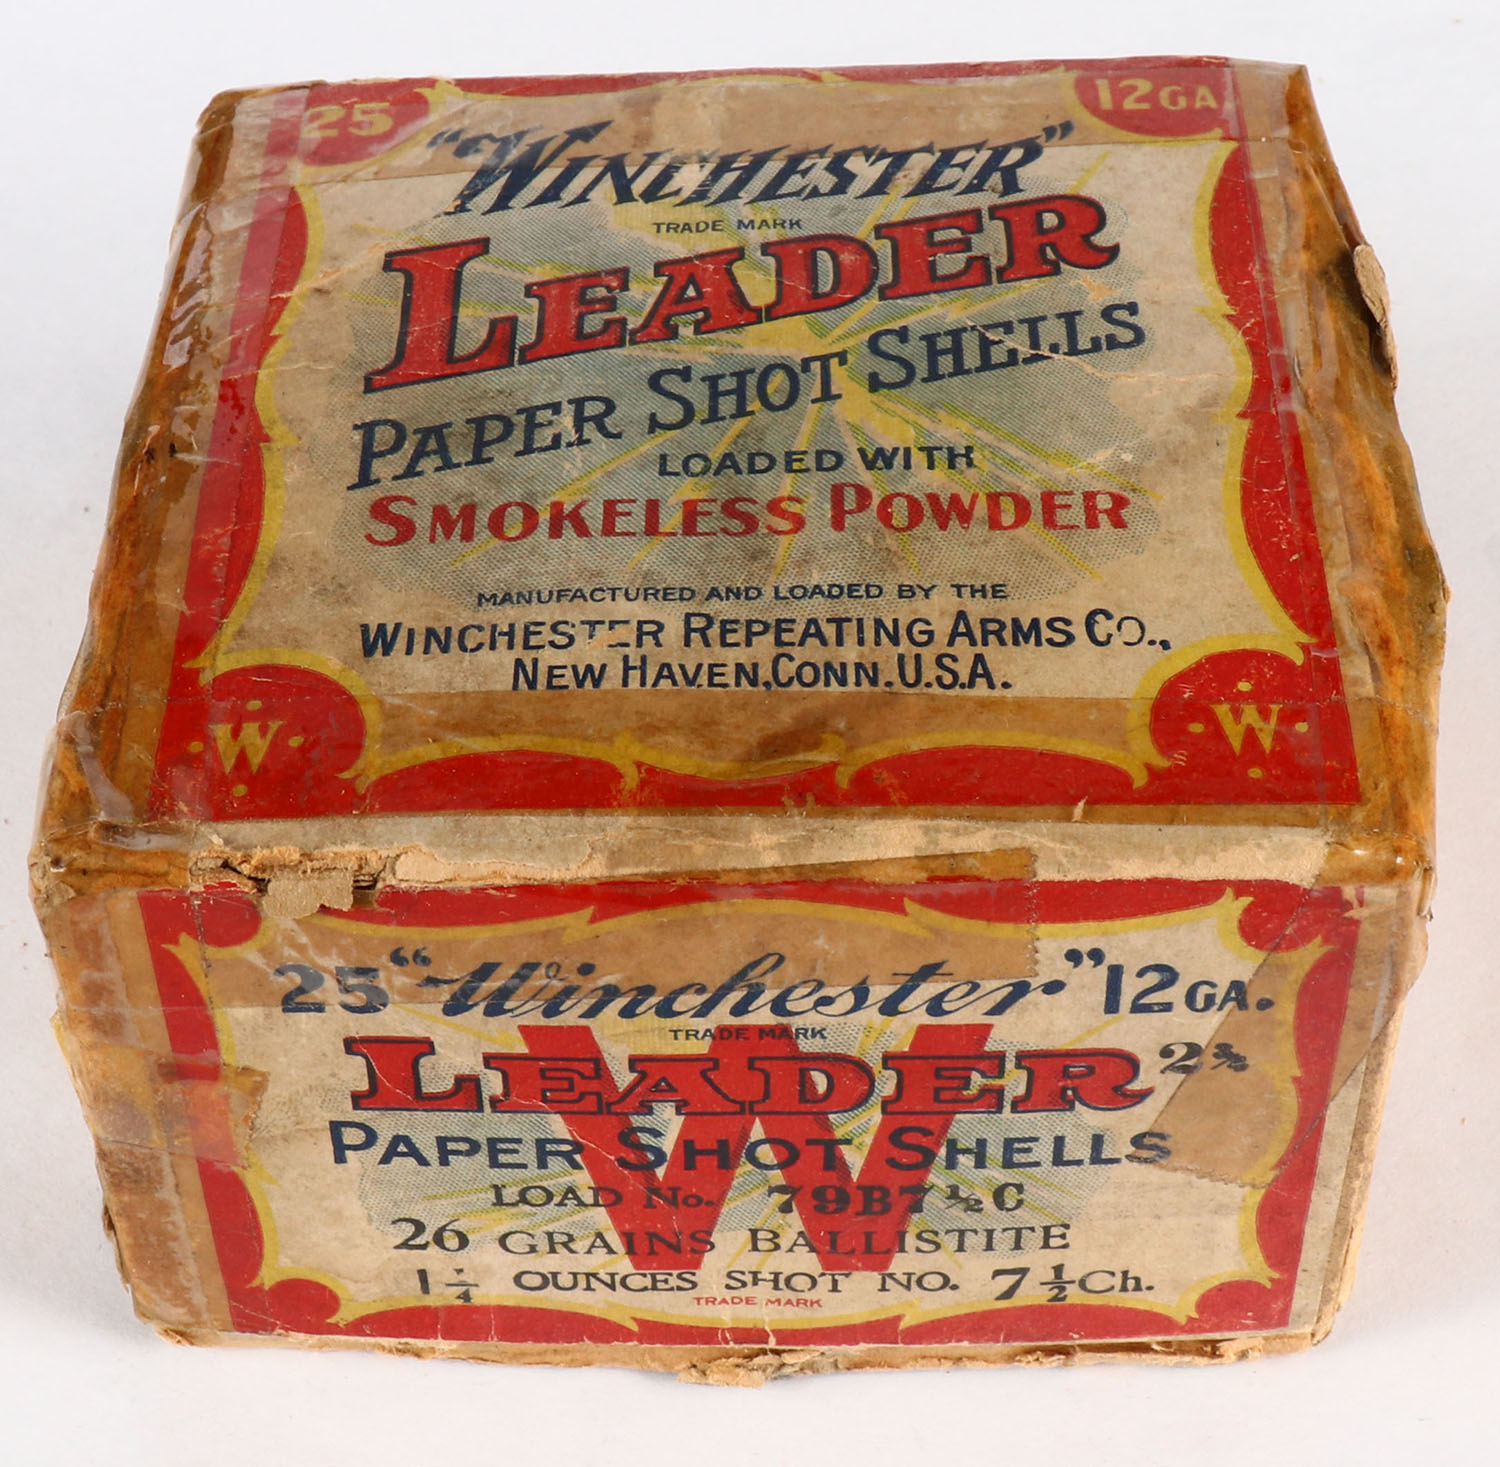 25 12GA
"WINCHESTER"
TRADE MARK
LEADER
PAPER SHOT SHELLS
LOADED WITH
SMOKELESS POWDER
MANUFACTURED AND LOADED BY THE
WINCHESTER REPEATING ARMS CO.,
NEW HAVEN, CONN. U.S.A.
·W· ·W·
25 "Winchester" 12GA.
TRADE MARK
LEADER
W
PAPER SHOT SHELLS
LOAD No. 79B7½C
26 GRAINS BALLISTITE
1¼ OUNCES SHOT NO. 7½Ch.
TRADE MARK